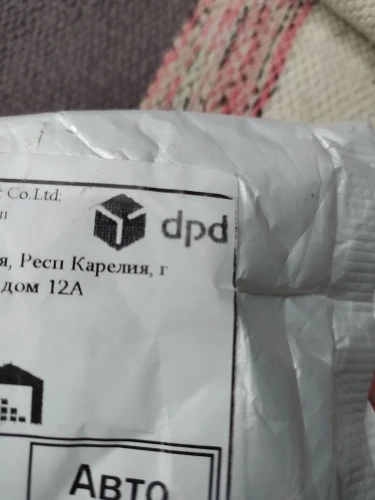 Co.Ltd;
dpd
я, Респ Карелия, г
дом 12А
Авто